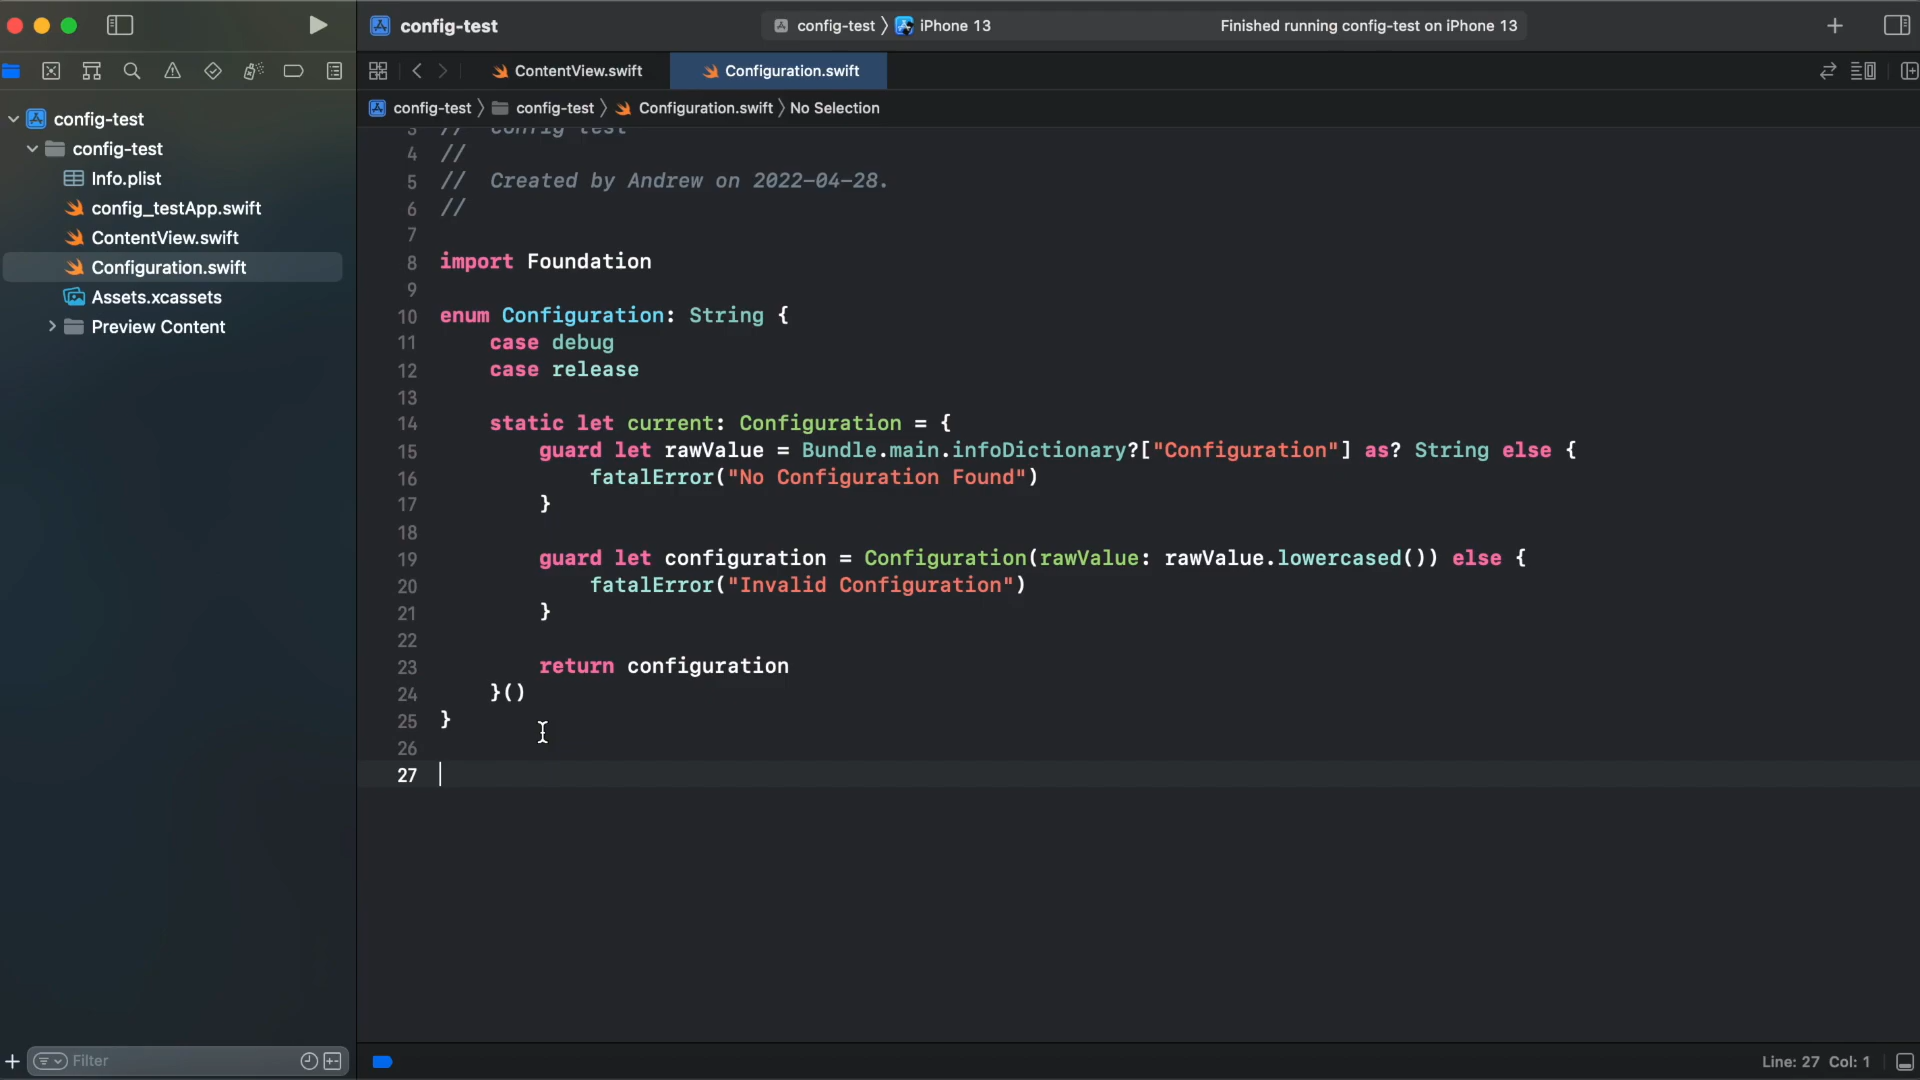 config-test
config-test 〉 iPhone 13
Finished running config-test on iPhone 13
ContentView.swift
Configuration.swift
config-test 〉 config-test 〉 Configuration.swift 〉 No Selection
config-test
config-test
Info.plist
config_testApp.swift
ContentView.swift
Configuration.swift
Assets.xcassets
Preview Content
3 //
4 //
5 // Created by Andrew on 2022-04-28.
6 //
7
8 import Foundation
9
10 enum Configuration: String {
11 case debug
12 case release
13
14 static let current: Configuration = {
15 guard let rawValue = Bundle.main.infoDictionary?["Configuration"] as? String else {
16 fatalError("No Configuration Found")
17 }
18
19 guard let configuration = Configuration(rawValue: rawValue.lowercased()) else {
20 fatalError("Invalid Configuration")
21 }
22
23 return configuration
24 }()
25 }
26
27
Filter
Line: 27 Col: 1